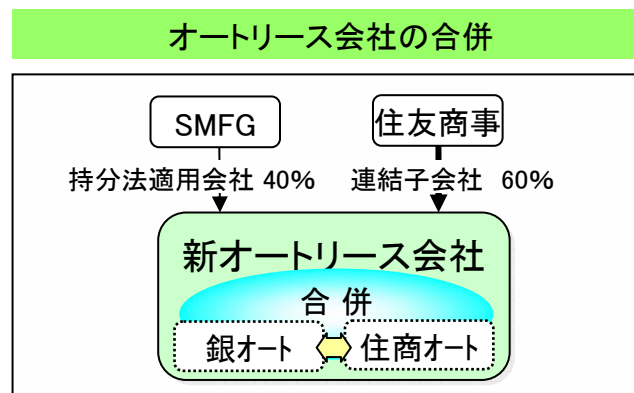 オートリース会社の合併
SMFG
住友商事
持分法適用会社 40%
連結子会社 60%
新オートリース会社
合 併
銀オート
住商オート